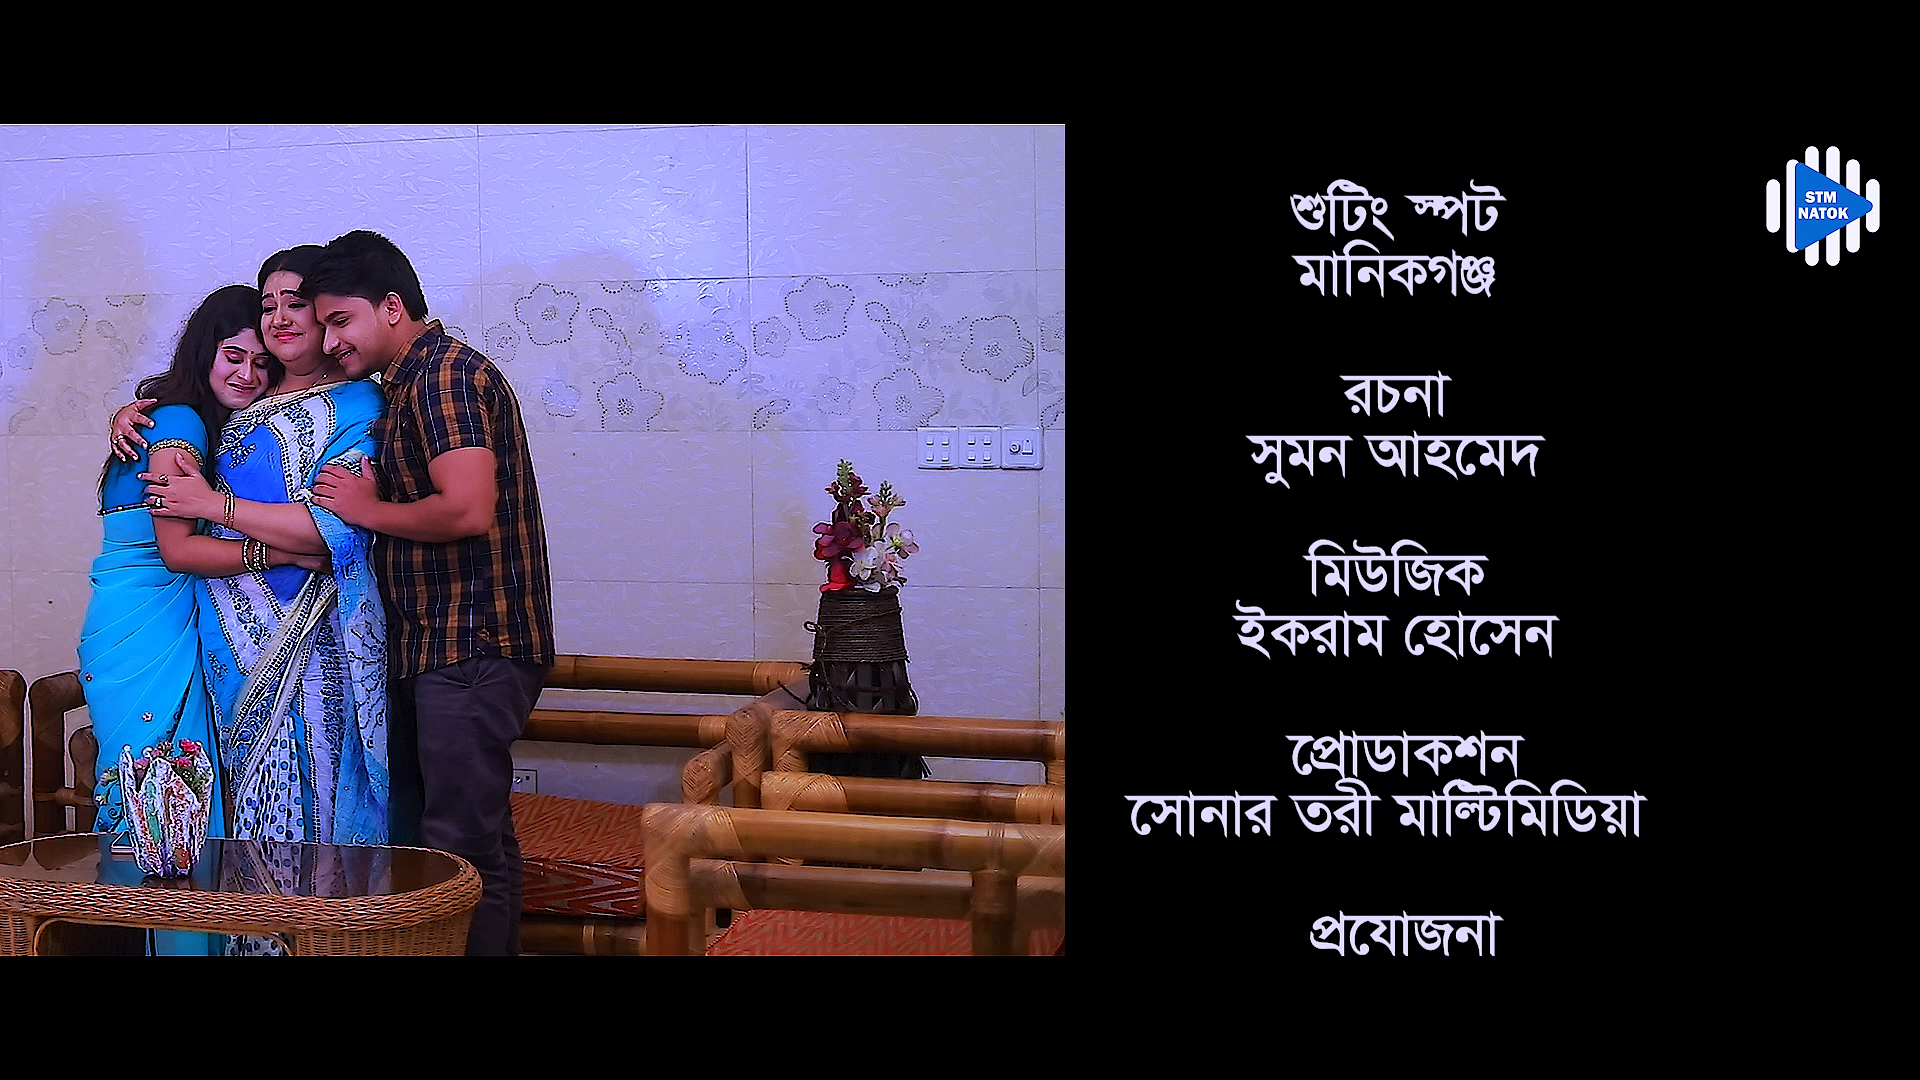 শুটিং স্পট
মানিকগঞ্জ
রচনা
সুমন আহমেদ
মিউজিক
ইকরাম হোসেন
প্রোডাকশন
সোনার তরী মাল্টিমিডিয়া
প্রযোজনা
STM
NATOK